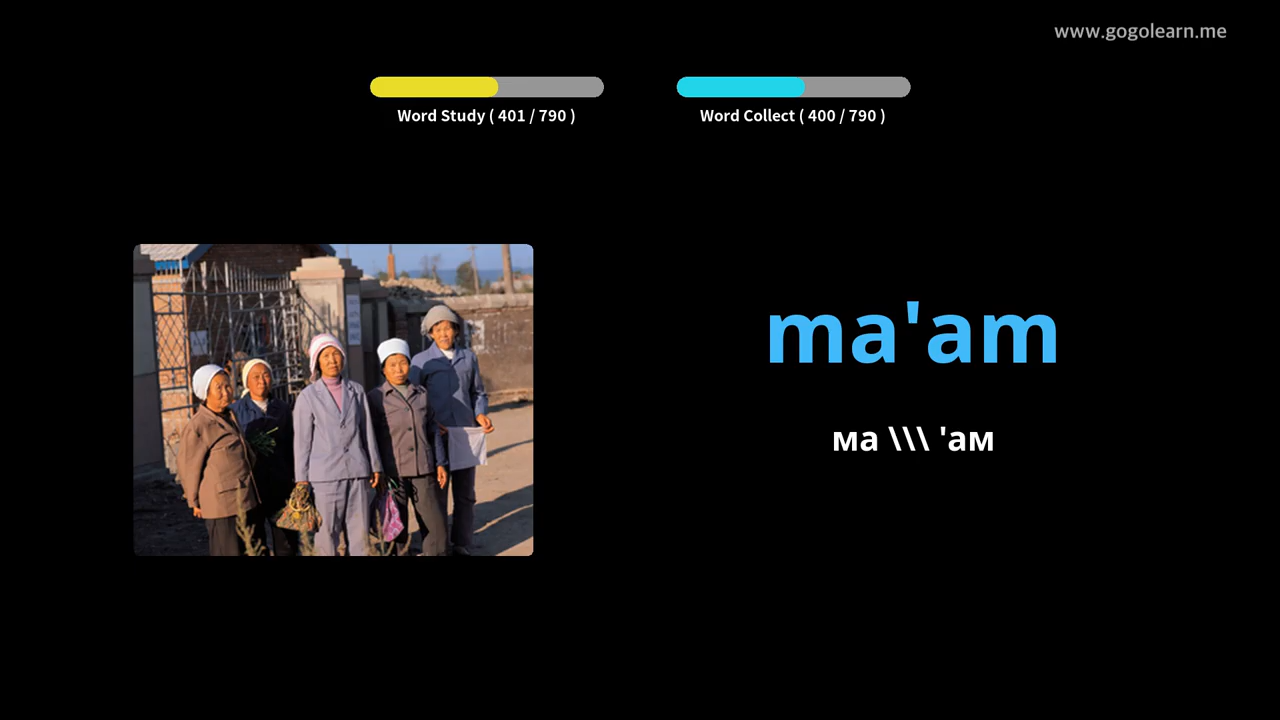 www.gogolearn.me
Word Study ( 401 / 790 )
Word Collect ( 400 / 790 )
ma'am
ма \\\ 'ам